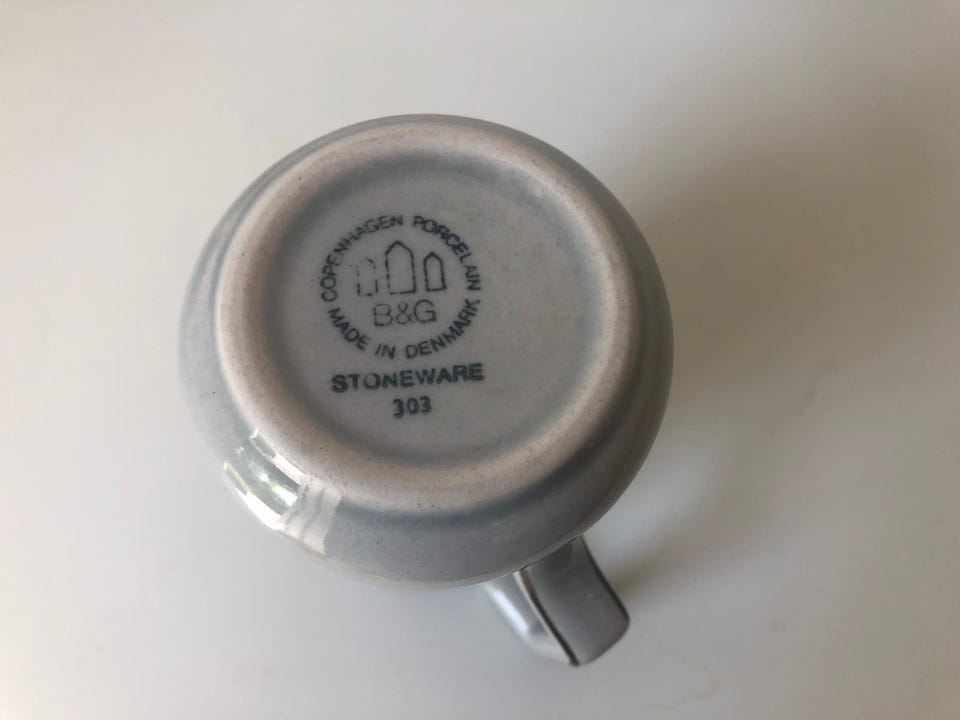 COPENHAGEN PORCELAIN
B&G
MADE IN DENMARK
STONEWARE
303